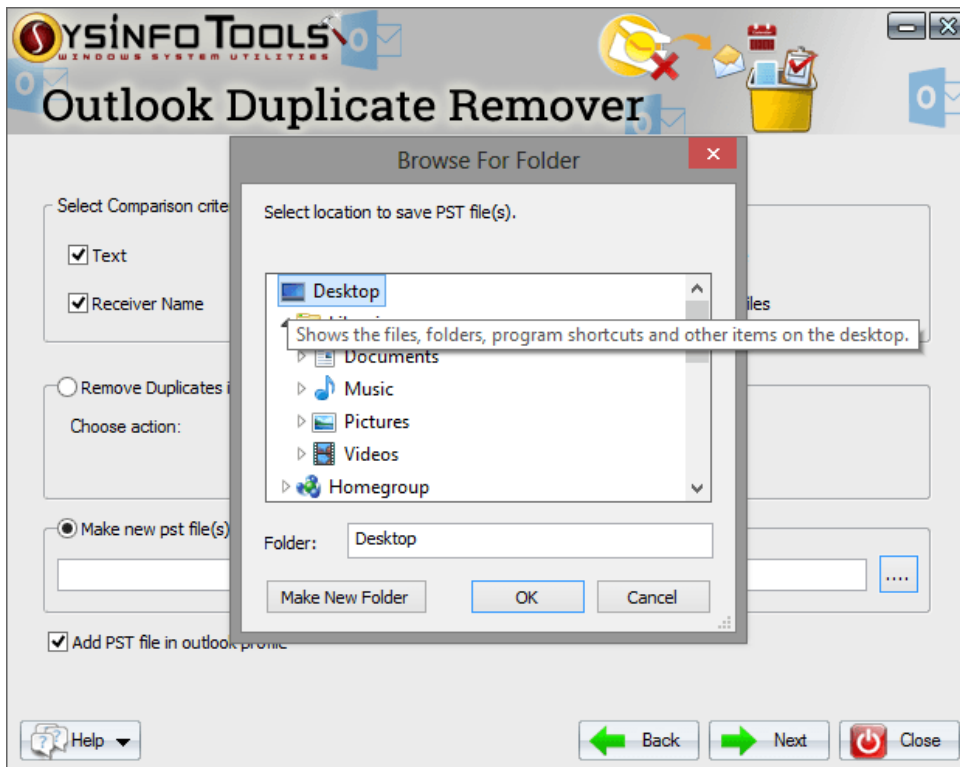 SYSINFOTOOLS
WINDOWS SYSTEM UTILITIES
Outlook Duplicate Remover
Browse For Folder
Select Comparison crite
Select location to save PST file(s).
Text
Desktop
Receiver Name
iles
Shows the files, folders, program shortcuts and other items on the desktop.
Documents
Remove Duplicates i
Music
Choose action:
Pictures
Videos
Homegroup
Make new pst file(s)
Folder:
Desktop
....
Make New Folder
OK
Cancel
Add PST file in outlook profile
Help
Back
Next
Close